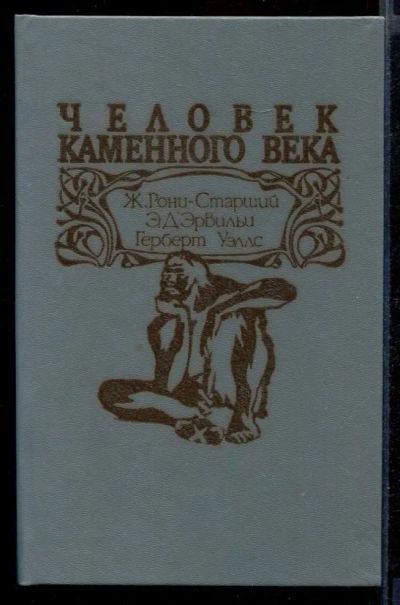 ЧЕЛОВЕК
КАМЕННОГО ВЕКА
Ж. Рони-Старший
Э. Д'Эрвильи
Герберт Уэллс